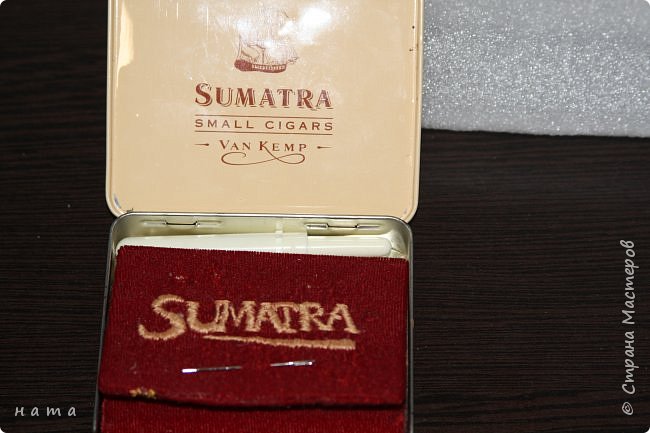 SUMATRA
SMALL CIGARS
VAN KEMP
SUMATRA
ната
© Страна Мастеров